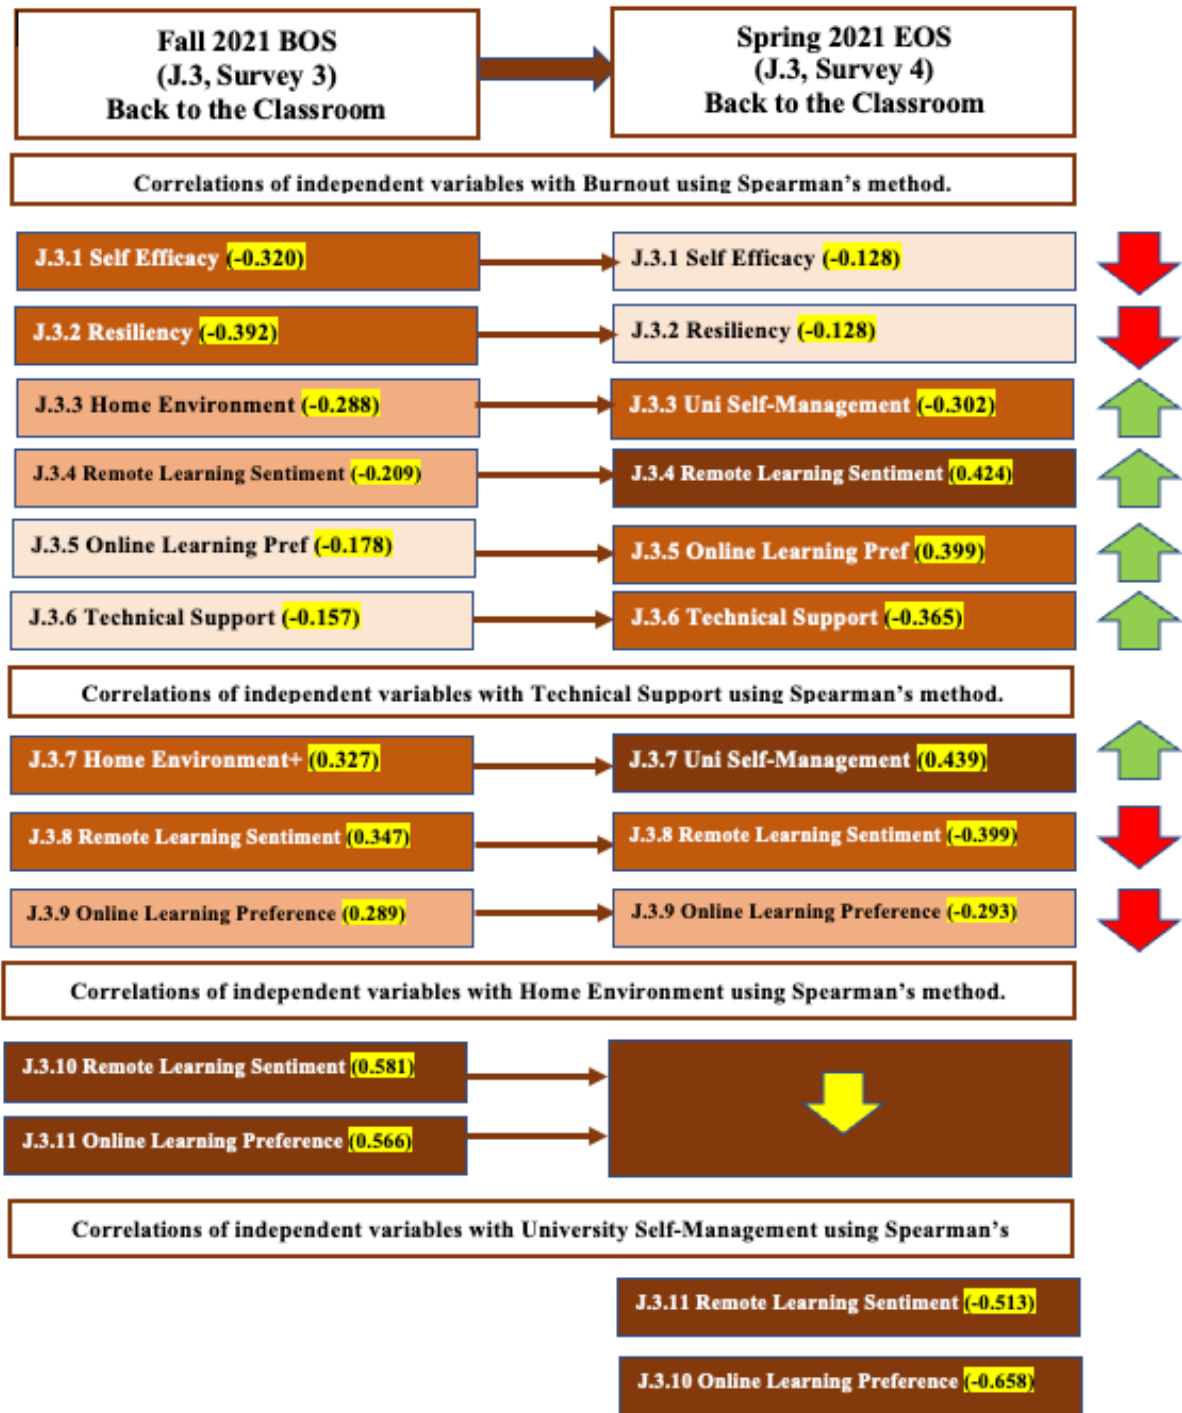 Fall 2021 BOS
(J.3, Survey 3)
Back to the Classroom
Spring 2021 EOS
(J.3, Survey 4)
Back to the Classroom
Correlations of independent variables with Burnout using Spearman's method.
J.3.1 Self Efficacy (-0.320)
J.3.1 Self Efficacy (-0.128)
J.3.2 Resiliency (-0.392)
J.3.2 Resiliency (-0.128)
J.3.3 Home Environment (-0.288)
J.3.3 Uni Self-Management (-0.302)
J.3.4 Remote Learning Sentiment (-0.209)
J.3.4 Remote Learning Sentiment (0.424)
J.3.5 Online Learning Pref (-0.178)
J.3.5 Online Learning Pref (0.399)
J.3.6 Technical Support (-0.157)
J.3.6 Technical Support (-0.365)
Correlations of independent variables with Technical Support using Spearman's method.
J.3.7 Home Environment+ (0.327)
J.3.7 Uni Self-Management (0.439)
J.3.8 Remote Learning Sentiment (0.347)
J.3.8 Remote Learning Sentiment (-0.399)
J.3.9 Online Learning Preference (0.289)
J.3.9 Online Learning Preference (-0.293)
Correlations of independent variables with Home Environment using Spearman's method.
J.3.10 Remote Learning Sentiment (0.581)
J.3.11 Online Learning Preference (0.566)
Correlations of independent variables with University Self-Management using Spearman's
J.3.11 Remote Learning Sentiment (-0.513)
J.3.10 Online Learning Preference (-0.658)